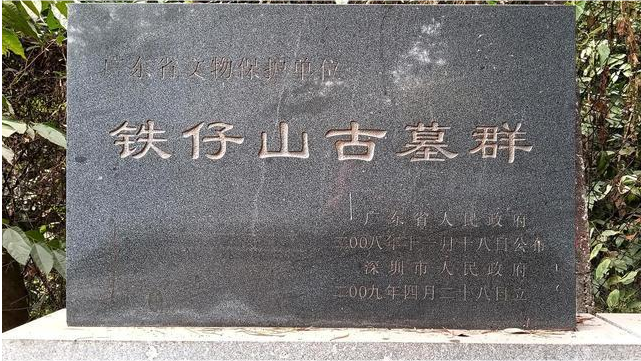 广东省文物保护单位
铁仔山古墓群
广东省人民政府
二〇〇八年十一月十八日公布
深圳市人民政府
二〇〇九年四月二十八日立